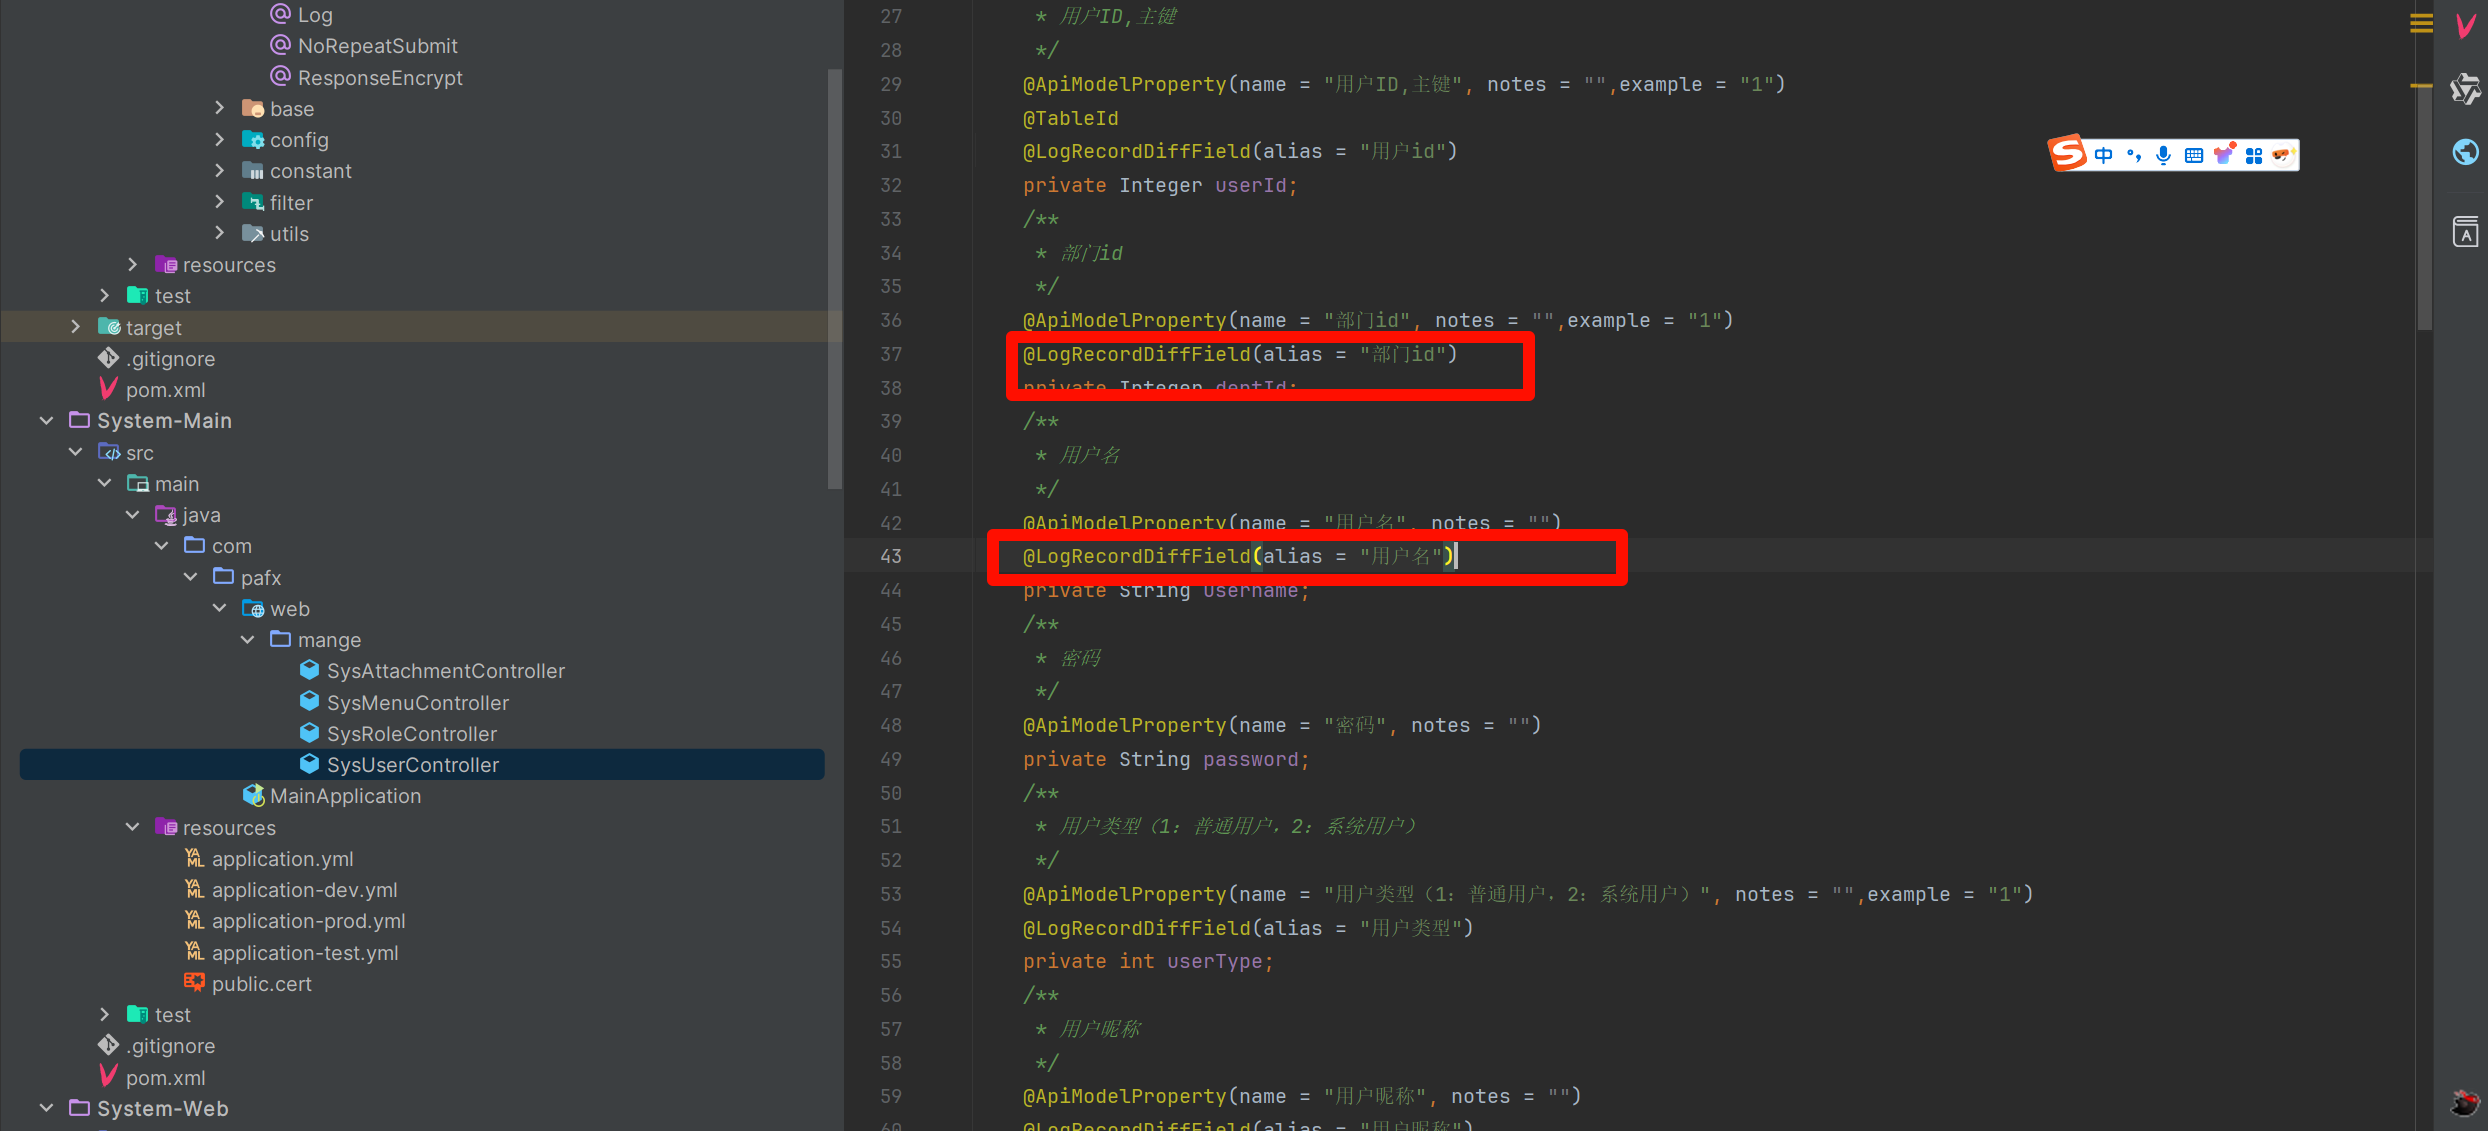 Log
NoRepeatSubmit
ResponseEncrypt
base
config
constant
filter
utils
resources
test
target
.gitignore
pom.xml
System-Main
src
main
java
com
pafx
web
mange
SysAttachmentController
SysMenuController
SysRoleController
SysUserController
MainApplication
resources
application.yml
application-dev.yml
application-prod.yml
application-test.yml
public.cert
test
.gitignore
pom.xml
System-Web
27 * 用户ID,主键
28 */
29 @ApiModelProperty(name = "用户ID,主键", notes = "",example = "1")
30 @TableId
31 @LogRecordDiffField(alias = "用户id")
32 private Integer userId;
33 /**
34 * 部门id
35 */
36 @ApiModelProperty(name = "部门id", notes = "",example = "1")
37 @LogRecordDiffField(alias = "部门id")
38 private Integer deptId;
39 /**
40 * 用户名
41 */
42 @ApiModelProperty(name = "用户名", notes = "")
43 @LogRecordDiffField(alias = "用户名")
44 private String username;
45 /**
46 * 密码
47 */
48 @ApiModelProperty(name = "密码", notes = "")
49 private String password;
50 /**
51 * 用户类型（1：普通用户，2：系统用户）
52 */
53 @ApiModelProperty(name = "用户类型（1：普通用户，2：系统用户）", notes = "",example = "1")
54 @LogRecordDiffField(alias = "用户类型")
55 private int userType;
56 /**
57 * 用户昵称
58 */
59 @ApiModelProperty(name = "用户昵称", notes = "")
60 @LogRecordDiffField(alias = "用户昵称")
中